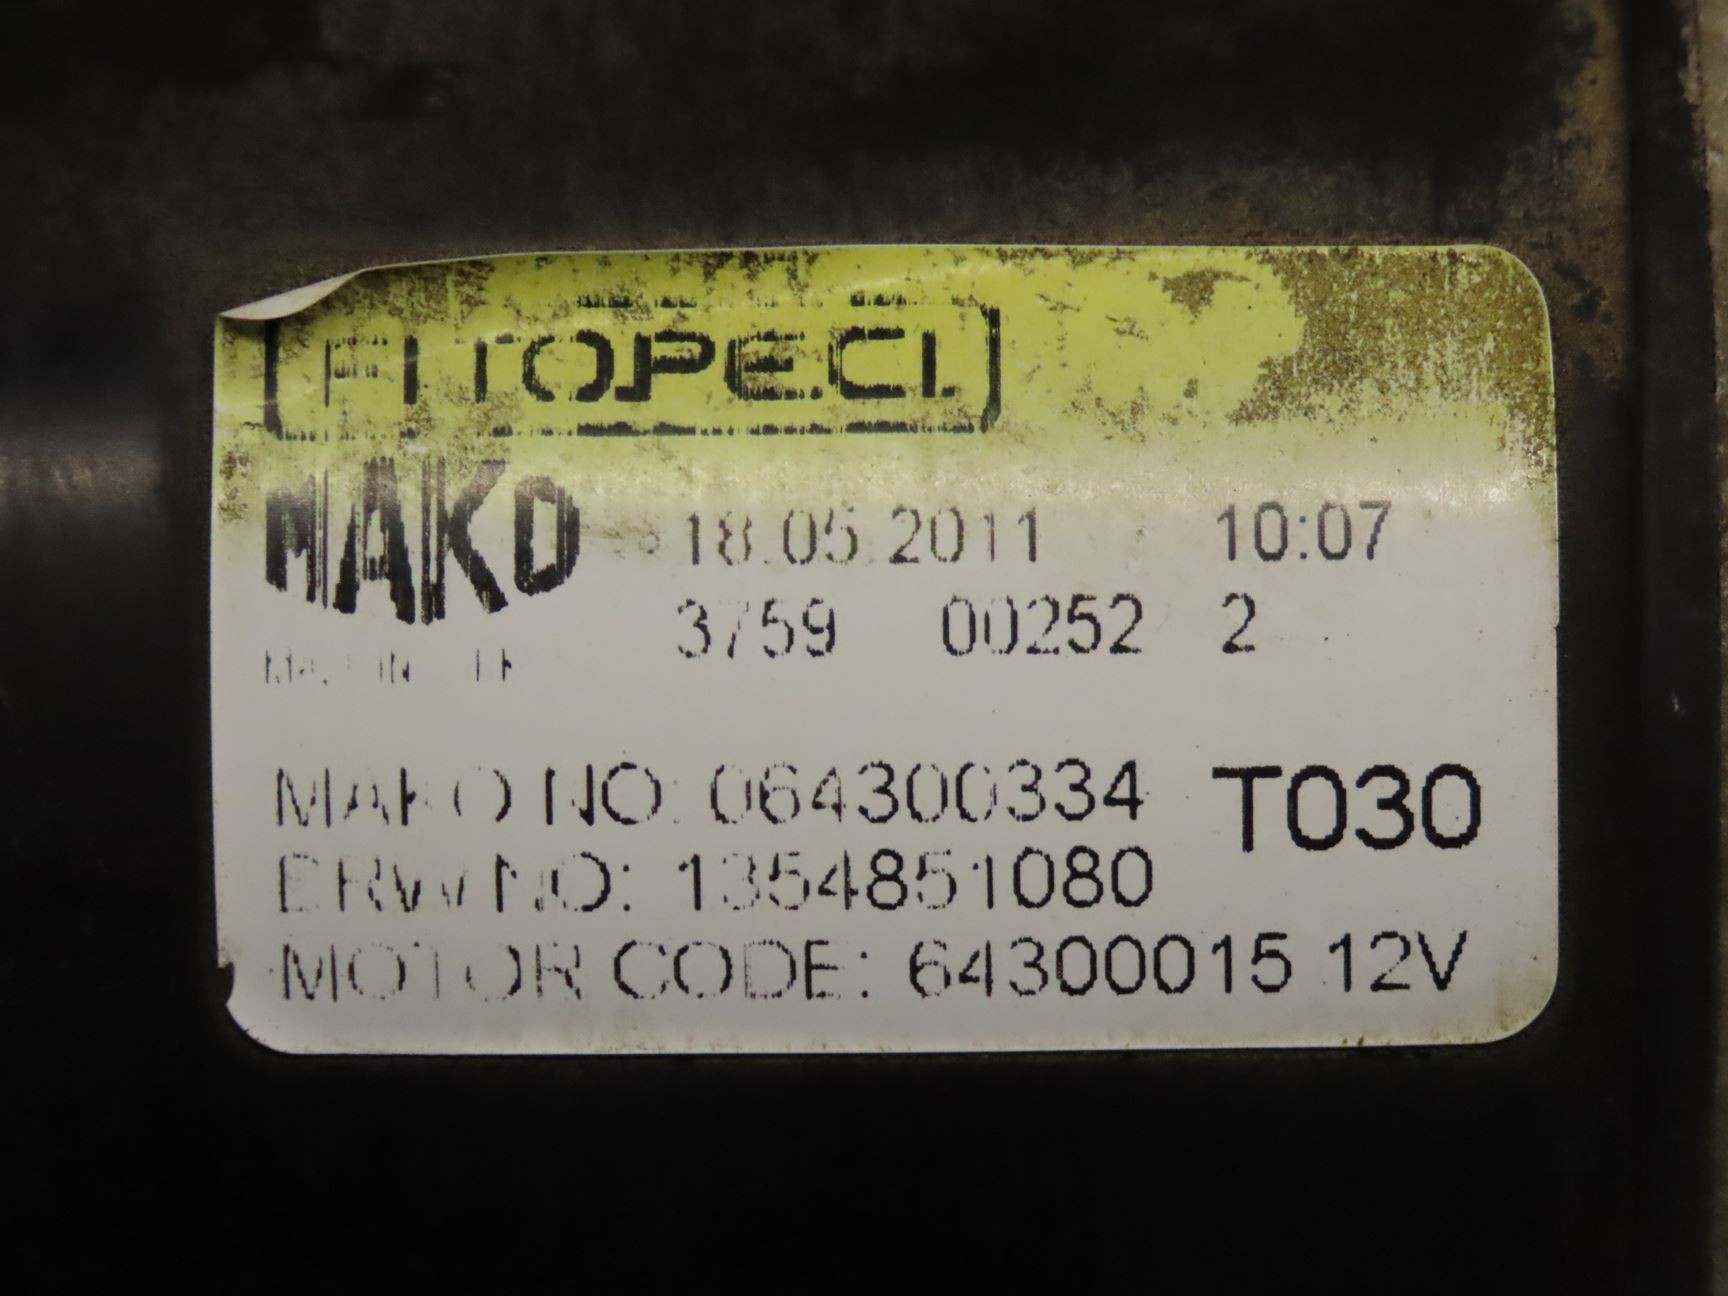 MAKO 18.05.2011 10:07
3759 00252 2
MAKO NO: 064300334 T030
DRW NO: 1354851080
MOTOR CODE: 64300015 12V